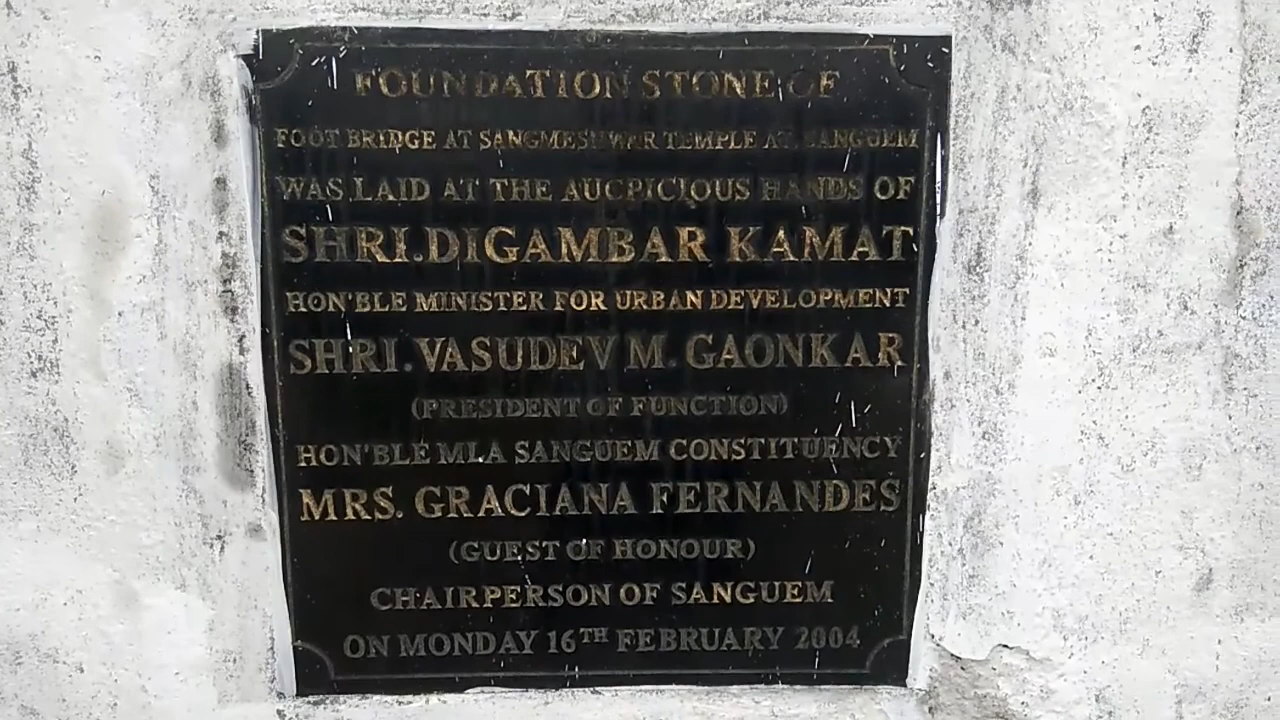 FOUNDATION STONE OF
FOOT BRIDGE AT SANGMESHWAR TEMPLE AT SANGUEM
WAS LAID AT THE AUCPICIOUS HANDS OF
SHRI. DIGAMBAR KAMAT
HON'BLE MINISTER FOR URBAN DEVELOPMENT
SHRI. VASUDEV M. GAONKAR
(PRESIDENT OF FUNCTION)
HON'BLE MLA SANGUEM CONSTITUENCY
MRS. GRACIANA FERNANDES
(GUEST OF HONOUR)
CHAIRPERSON OF SANGUEM
ON MONDAY 16TH FEBRUARY 2004